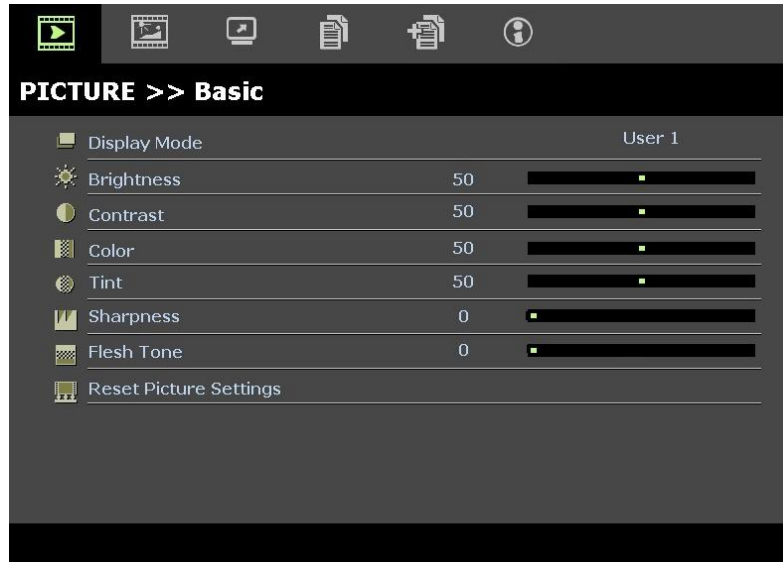 PICTURE >> Basic
Display Mode User 1
Brightness 50
Contrast 50
Color 50
Tint 50
Sharpness 0
Flesh Tone 0
Reset Picture Settings